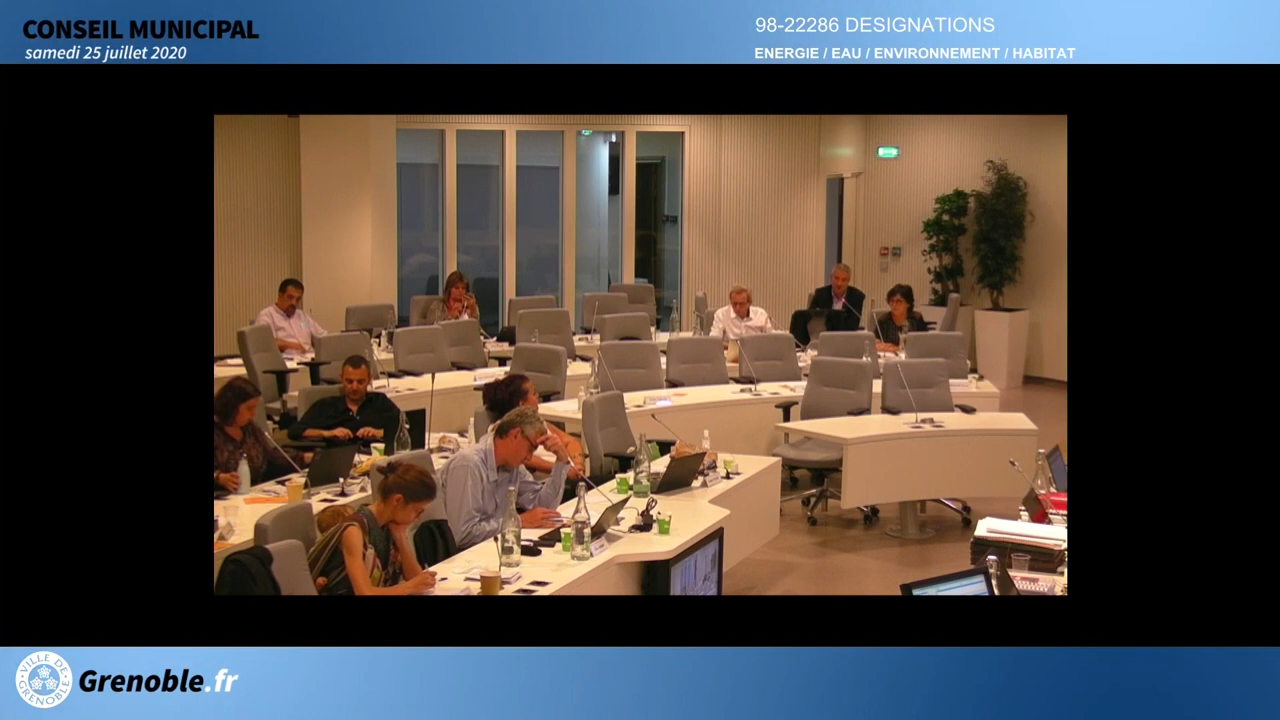 CONSEIL MUNICIPAL
samedi 25 juillet 2020
98-22286 DESIGNATIONS
ENERGIE / EAU / ENVIRONNEMENT / HABITAT
VILLE DE
GRENOBLE
Grenoble.fr